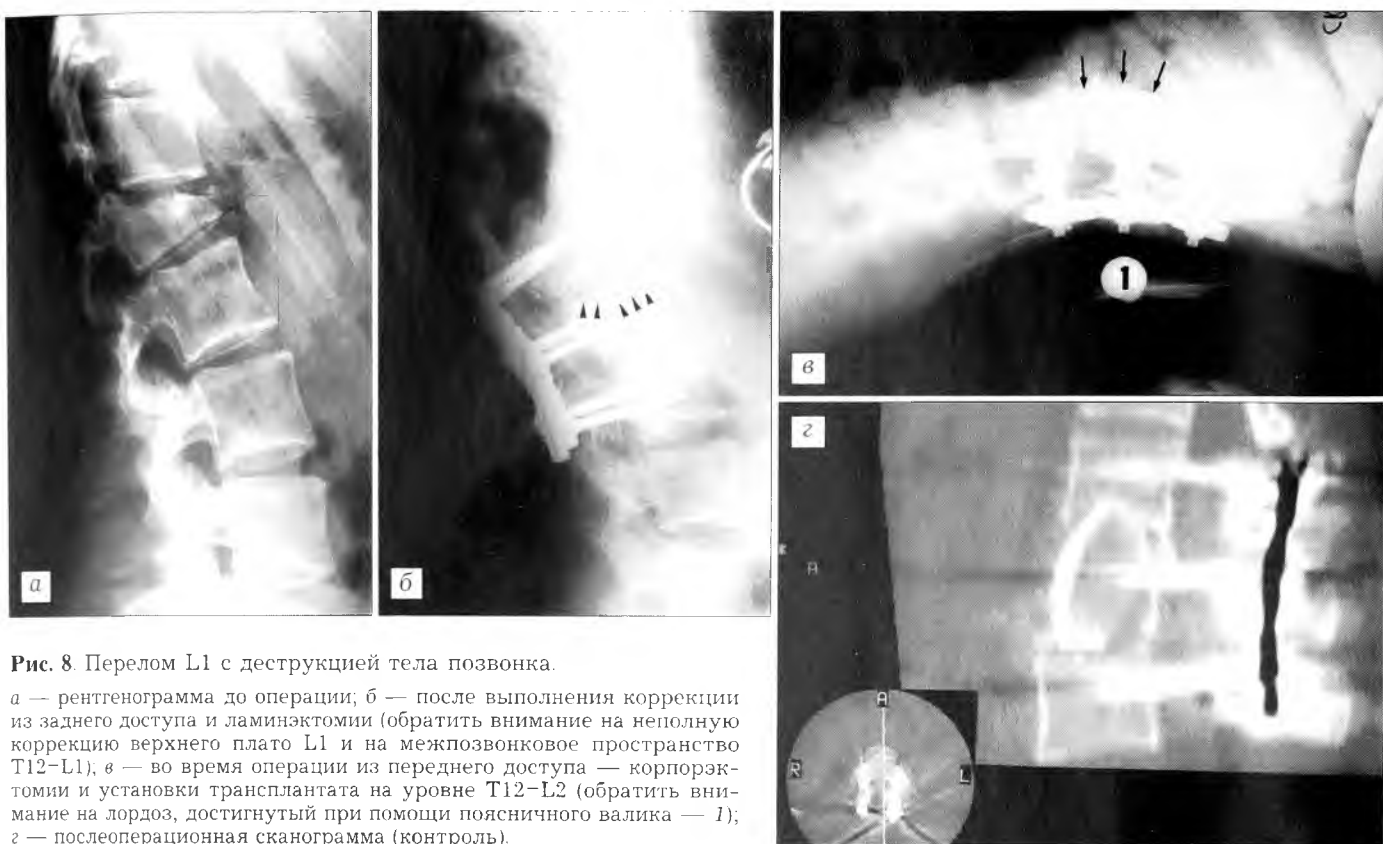 a
б
в
1
г
A
A
R
L
Рис. 8. Перелом L1 с деструкцией тела позвонка.
а — рентгенограмма до операции; б — после выполнения коррекции
из заднего доступа и ламинэктомии (обратить внимание на неполную
коррекцию верхнего плато L1 и на межпозвонковое пространство
T12–L1); в — во время операции из переднего доступа — корпорэк-
томии и установки трансплантата на уровне T12–L2 (обратить вни-
мание на лордоз, достигнутый при помощи поясничного валика — 1);
г — послеоперационная сканограмма (контроль).